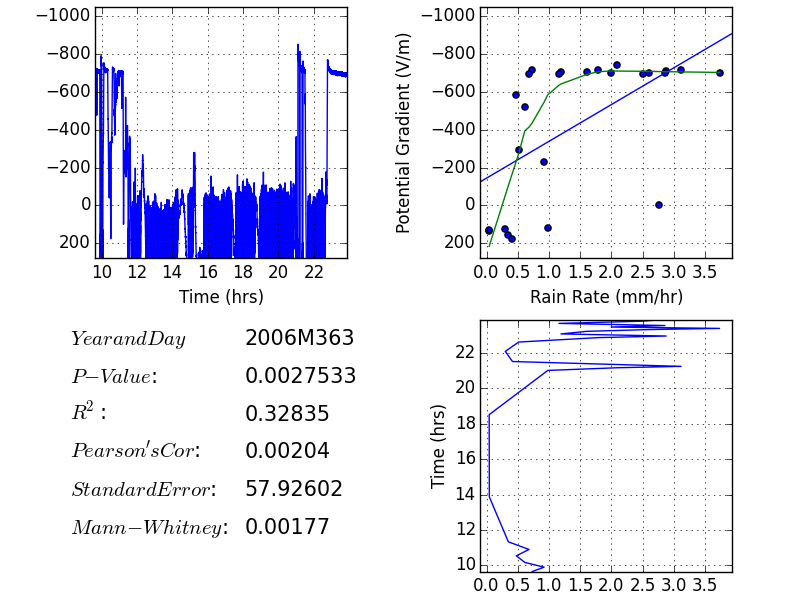 −1000
−800
−600
−400
−200
0
200
10 12 14 16 18 20 22
Time (hrs)
Potential Gradient (V/m)
−1000
−800
−600
−400
−200
0
200
0.0 0.5 1.0 1.5 2.0 2.5 3.0 3.5
Rain Rate (mm/hr)
YearandDay 2006M363
P−Value: 0.0027533
R²: 0.32835
Pearson'sCor: 0.00204
StandardError: 57.92602
Mann−Whitney: 0.00177
Time (hrs)
22
20
18
16
14
12
10
0.0 0.5 1.0 1.5 2.0 2.5 3.0 3.5